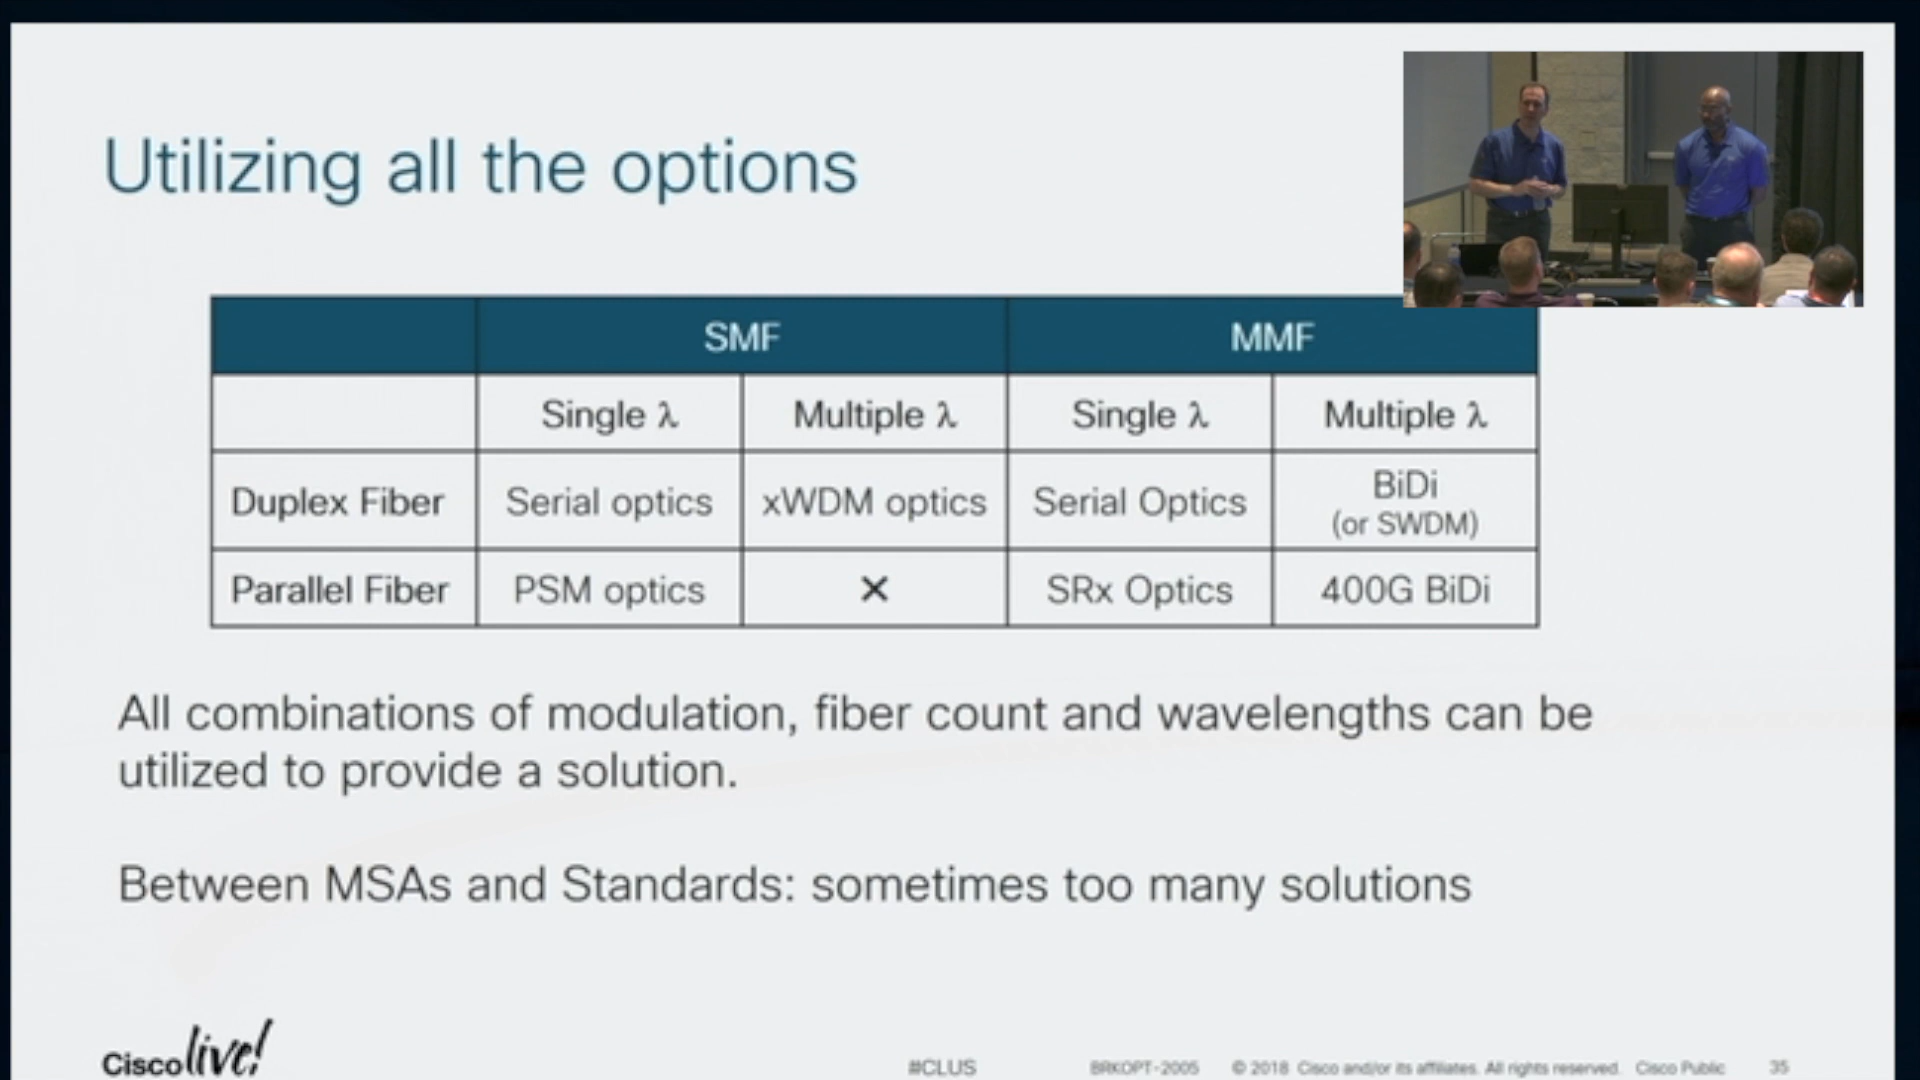 Utilizing all the options
SMF MMF
Single λ Multiple λ Single λ Multiple λ
Duplex Fiber Serial optics xWDM optics Serial Optics BiDi
(or SWDM)
Parallel Fiber PSM optics ✕ SRx Optics 400G BiDi
All combinations of modulation, fiber count and wavelengths can be
utilized to provide a solution.
Between MSAs and Standards: sometimes too many solutions
Cisco live!
#CLUS BRKOPT-2005 © 2018 Cisco and/or its affiliates. All rights reserved. Cisco Public 35